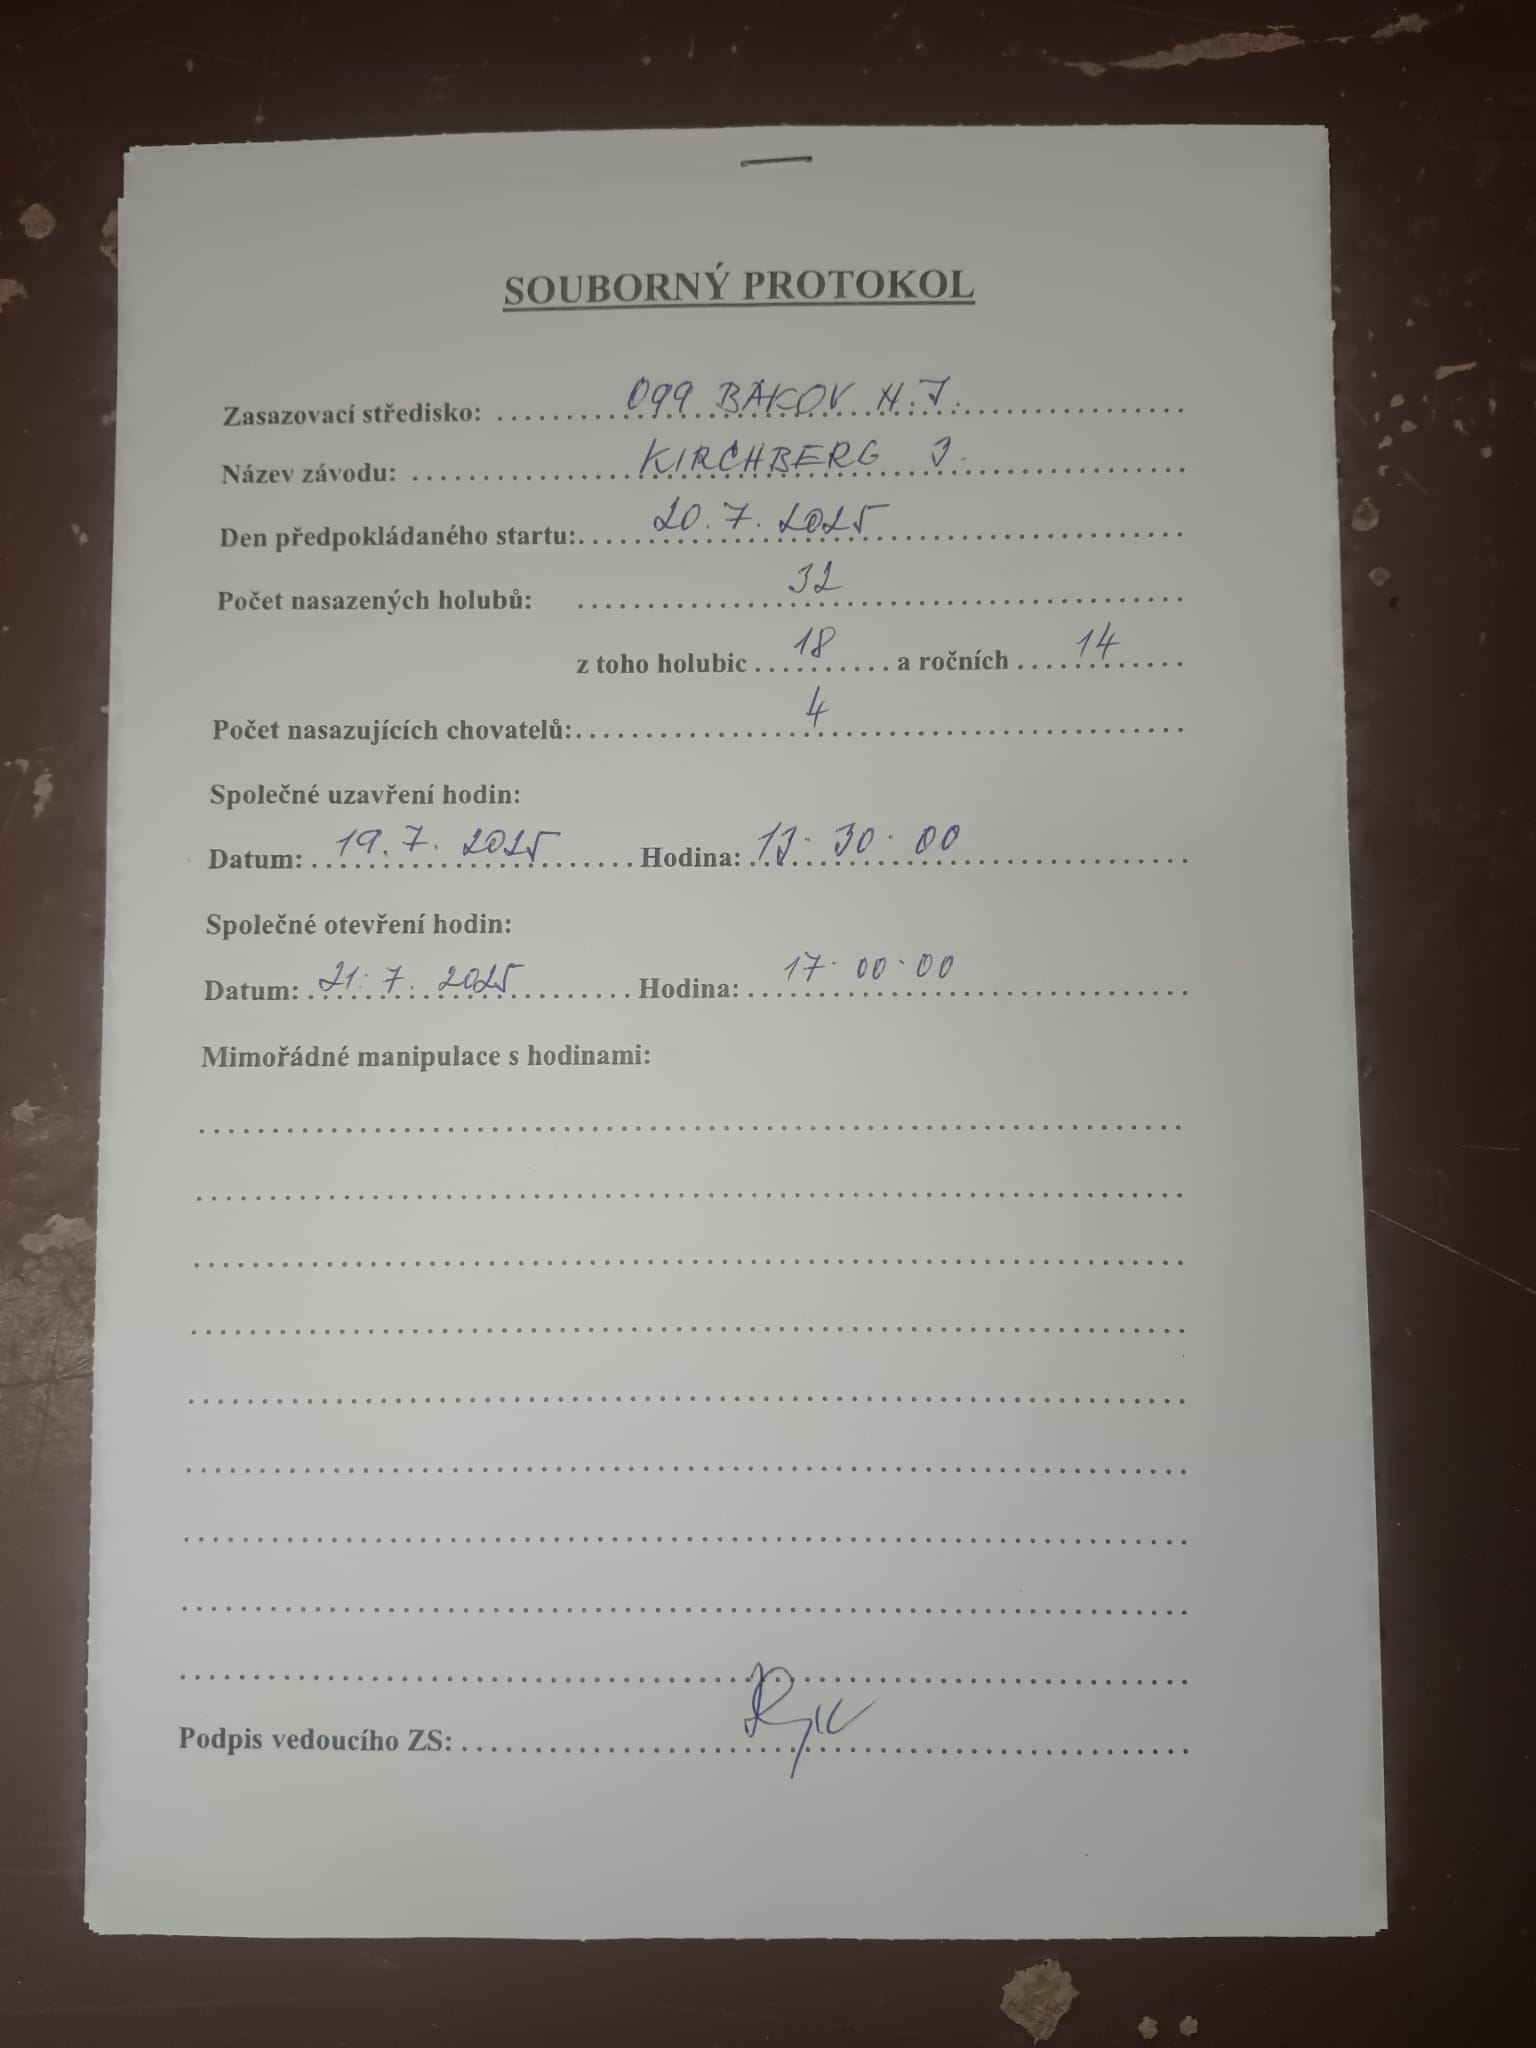 SOUBORNÝ PROTOKOL
Zasazovací středisko: 099 BAKOV N.J.
Název závodu: KIRCHBERG 3.
Den předpokládaného startu: 20.7.2025
Počet nasazených holubů: 32
z toho holubic 18 a ročních 14
Počet nasazujících chovatelů: 4
Společné uzavření hodin:
Datum: 19.7.2025 Hodina: 13:30:00
Společné otevření hodin:
Datum: 21.7.2025 Hodina: 17:00:00
Mimořádné manipulace s hodinami:
Podpis vedoucího ZS: